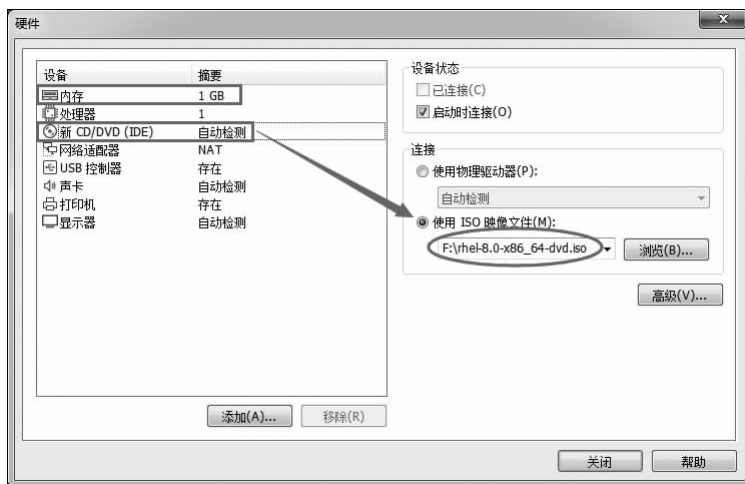 硬件
设备 摘要
内存 1 GB
处理器 1
新 CD/DVD (IDE) 自动检测
网络适配器 NAT
USB 控制器 存在
声卡 自动检测
打印机 存在
显示器 自动检测
添加(A)... 移除(R)
设备状态
已连接(C)
启动时连接(O)
连接
使用物理驱动器(P):
自动检测
使用 ISO 映像文件(M):
F:\rhel-8.0-x86_64-dvd.iso 浏览(B)...
高级(V)...
关闭 帮助